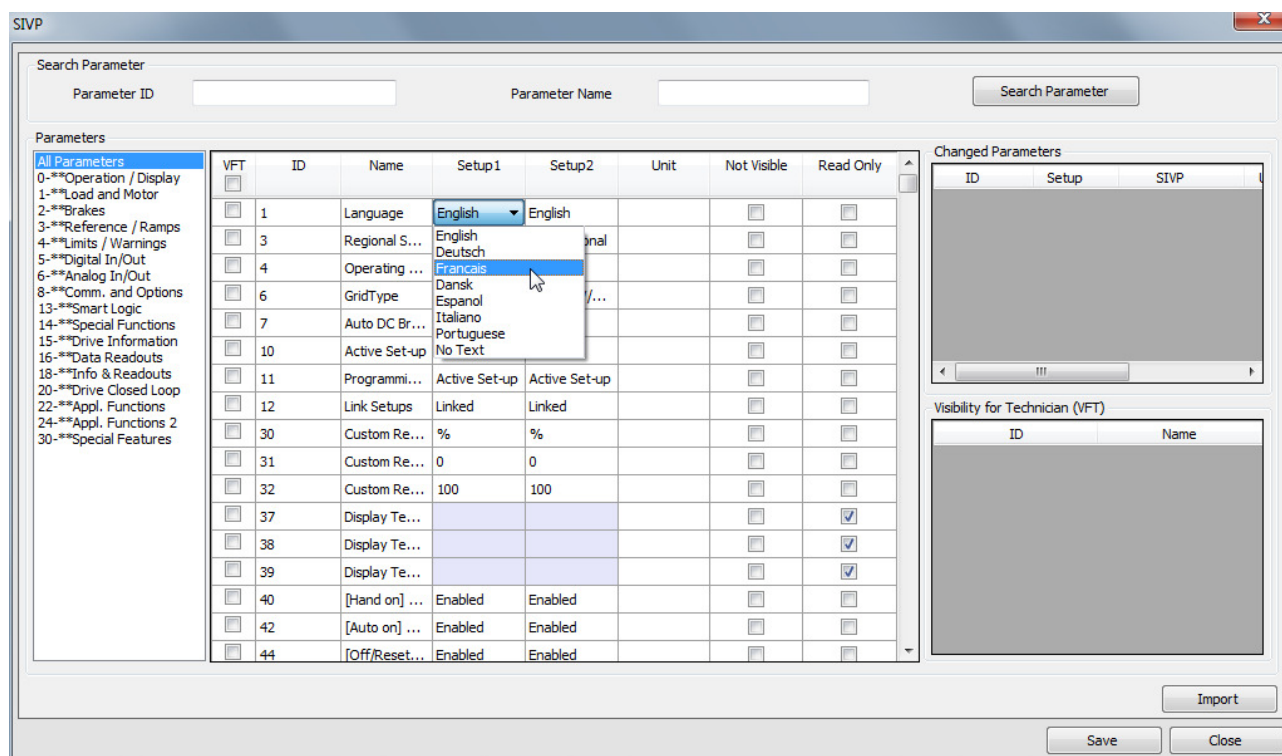 SIVP
Search Parameter
Parameter ID Parameter Name Search Parameter
Parameters
All Parameters
0-**Operation / Display
1-**Load and Motor
2-**Brakes
3-**Reference / Ramps
4-**Limits / Warnings
5-**Digital In/Out
6-**Analog In/Out
8-**Comm. and Options
13-**Smart Logic
14-**Special Functions
15-**Drive Information
16-**Data Readouts
18-**Info & Readouts
20-**Drive Closed Loop
22-**Appl. Functions
24-**Appl. Functions 2
30-**Special Features
VFT ID Name Setup1 Setup2 Unit Not Visible Read Only
1 Language English English
3 Regional S...
4 Operating ...
6 GridType
7 Auto DC Br...
10 Active Set-up
English
Deutsch
Francais
Dansk
Espanol
Italiano
Portuguese
No Text
11 Programmi... Active Set-up Active Set-up
12 Link Setups Linked Linked
30 Custom Re... % %
31 Custom Re... 0 0
32 Custom Re... 100 100
37 Display Te...
38 Display Te...
39 Display Te...
40 [Hand on] ... Enabled Enabled
42 [Auto on] ... Enabled Enabled
44 [Off/Reset... Enabled Enabled
Changed Parameters
ID Setup SIVP
Visibility for Technician (VFT)
ID Name
Import
Save Close